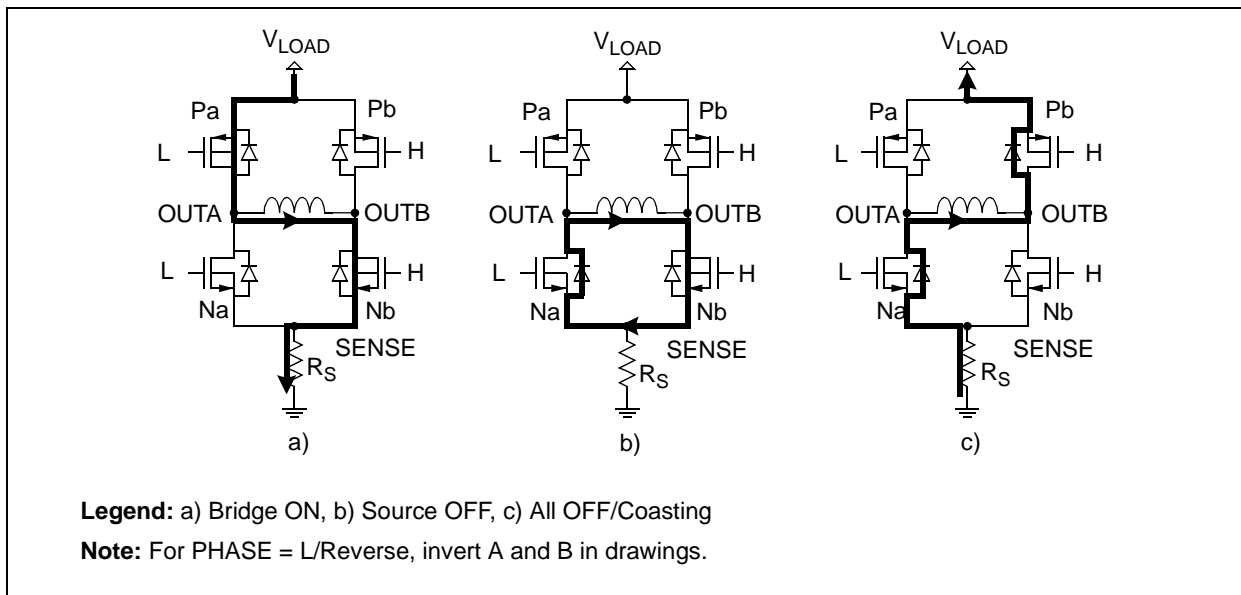 VLOAD VLOAD VLOAD
Pa Pb Pa Pb Pa Pb
L H L H L H
OUTA OUTB OUTA OUTB OUTA OUTB
L H L H L H
Na Nb Na Nb Na Nb
SENSE SENSE SENSE
RS RS RS
a) b) c)
Legend: a) Bridge ON, b) Source OFF, c) All OFF/Coasting
Note: For PHASE = L/Reverse, invert A and B in drawings.